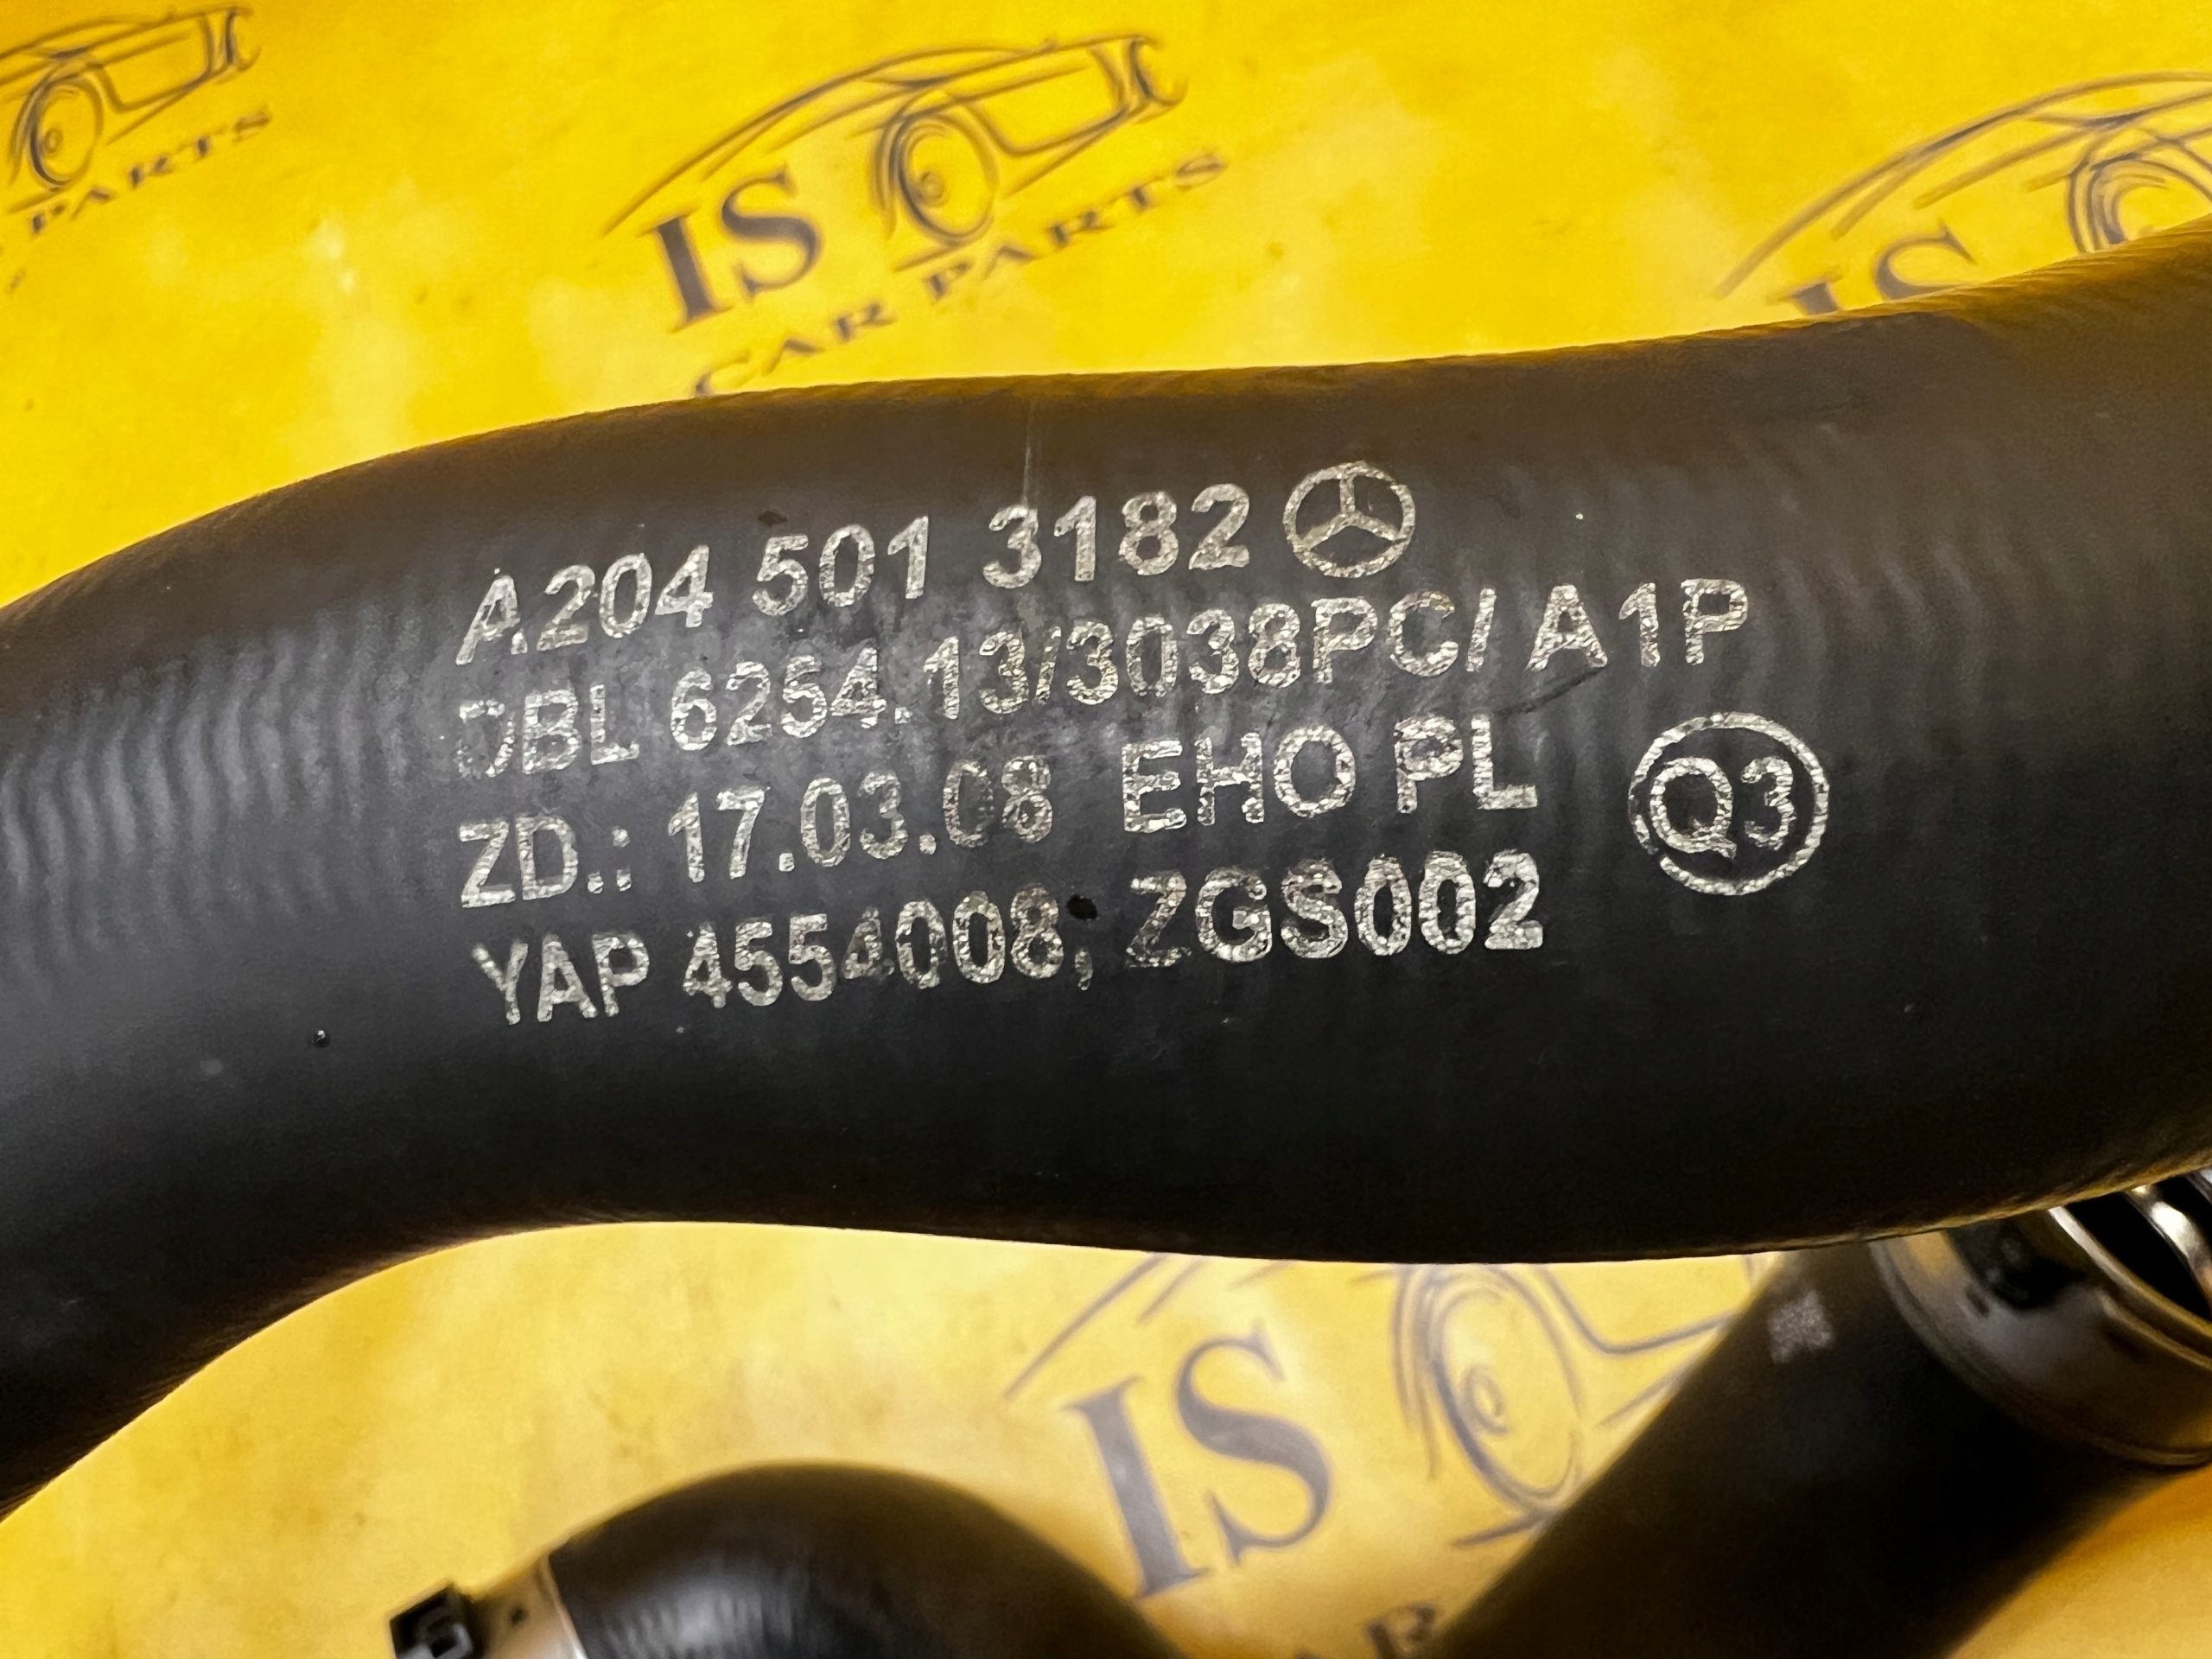 PARTS
IS
CAR PARTS
IS
A204 501 3182
DBL 6254.13/3038PC/ A1P
ZD.: 17.03.08 EHO PL
Q3
YAP 4554008; ZGS002
IS
CAR